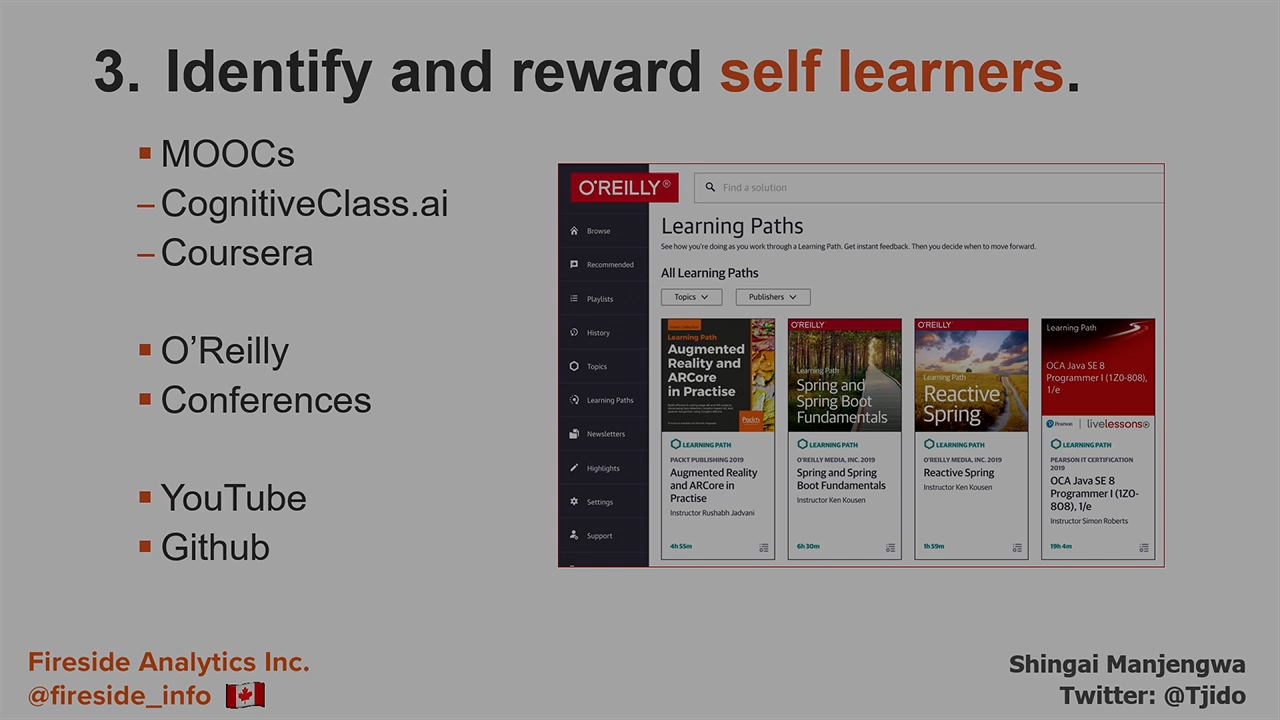 3. Identify and reward self learners.
▪ MOOCs
– CognitiveClass.ai
– Coursera
▪ O’Reilly
▪ Conferences
▪ YouTube
▪ Github
O'REILLY®
Find a solution
Browse
Recommended
Playlists
History
Topics
Learning Paths
Newsletters
Highlights
Settings
Support
Learning Paths
See how you're doing as you work through a Learning Path. Get instant feedback. Then you decide when to move forward.
All Learning Paths
Topics
Publishers
Learning Path
Augmented
Reality and
ARCore
in Practise
Packt
LEARNING PATH
PACKT PUBLISHING 2019
Augmented Reality
and ARCore in
Practise
Instructor Rushabh Jadvani
4h 55m
O'REILLY
Learning Path
Spring and
Spring Boot
Fundamentals
LEARNING PATH
O'REILLY MEDIA, INC. 2019
Spring and Spring
Boot Fundamentals
Instructor Ken Kousen
6h 30m
O'REILLY
Learning Path
Reactive
Spring
LEARNING PATH
O'REILLY MEDIA, INC. 2019
Reactive Spring
Instructor Ken Kousen
1h 59m
Learning Path
OCA Java SE 8
Programmer I (1Z0-808),
1/e
Pearson
livelessons
LEARNING PATH
PEARSON IT CERTIFICATION
2019
OCA Java SE 8
Programmer I (1Z0-
808), 1/e
Instructor Simon Roberts
19h 4m
Fireside Analytics Inc.
@fireside_info
Shingai Manjengwa
Twitter: @Tjido